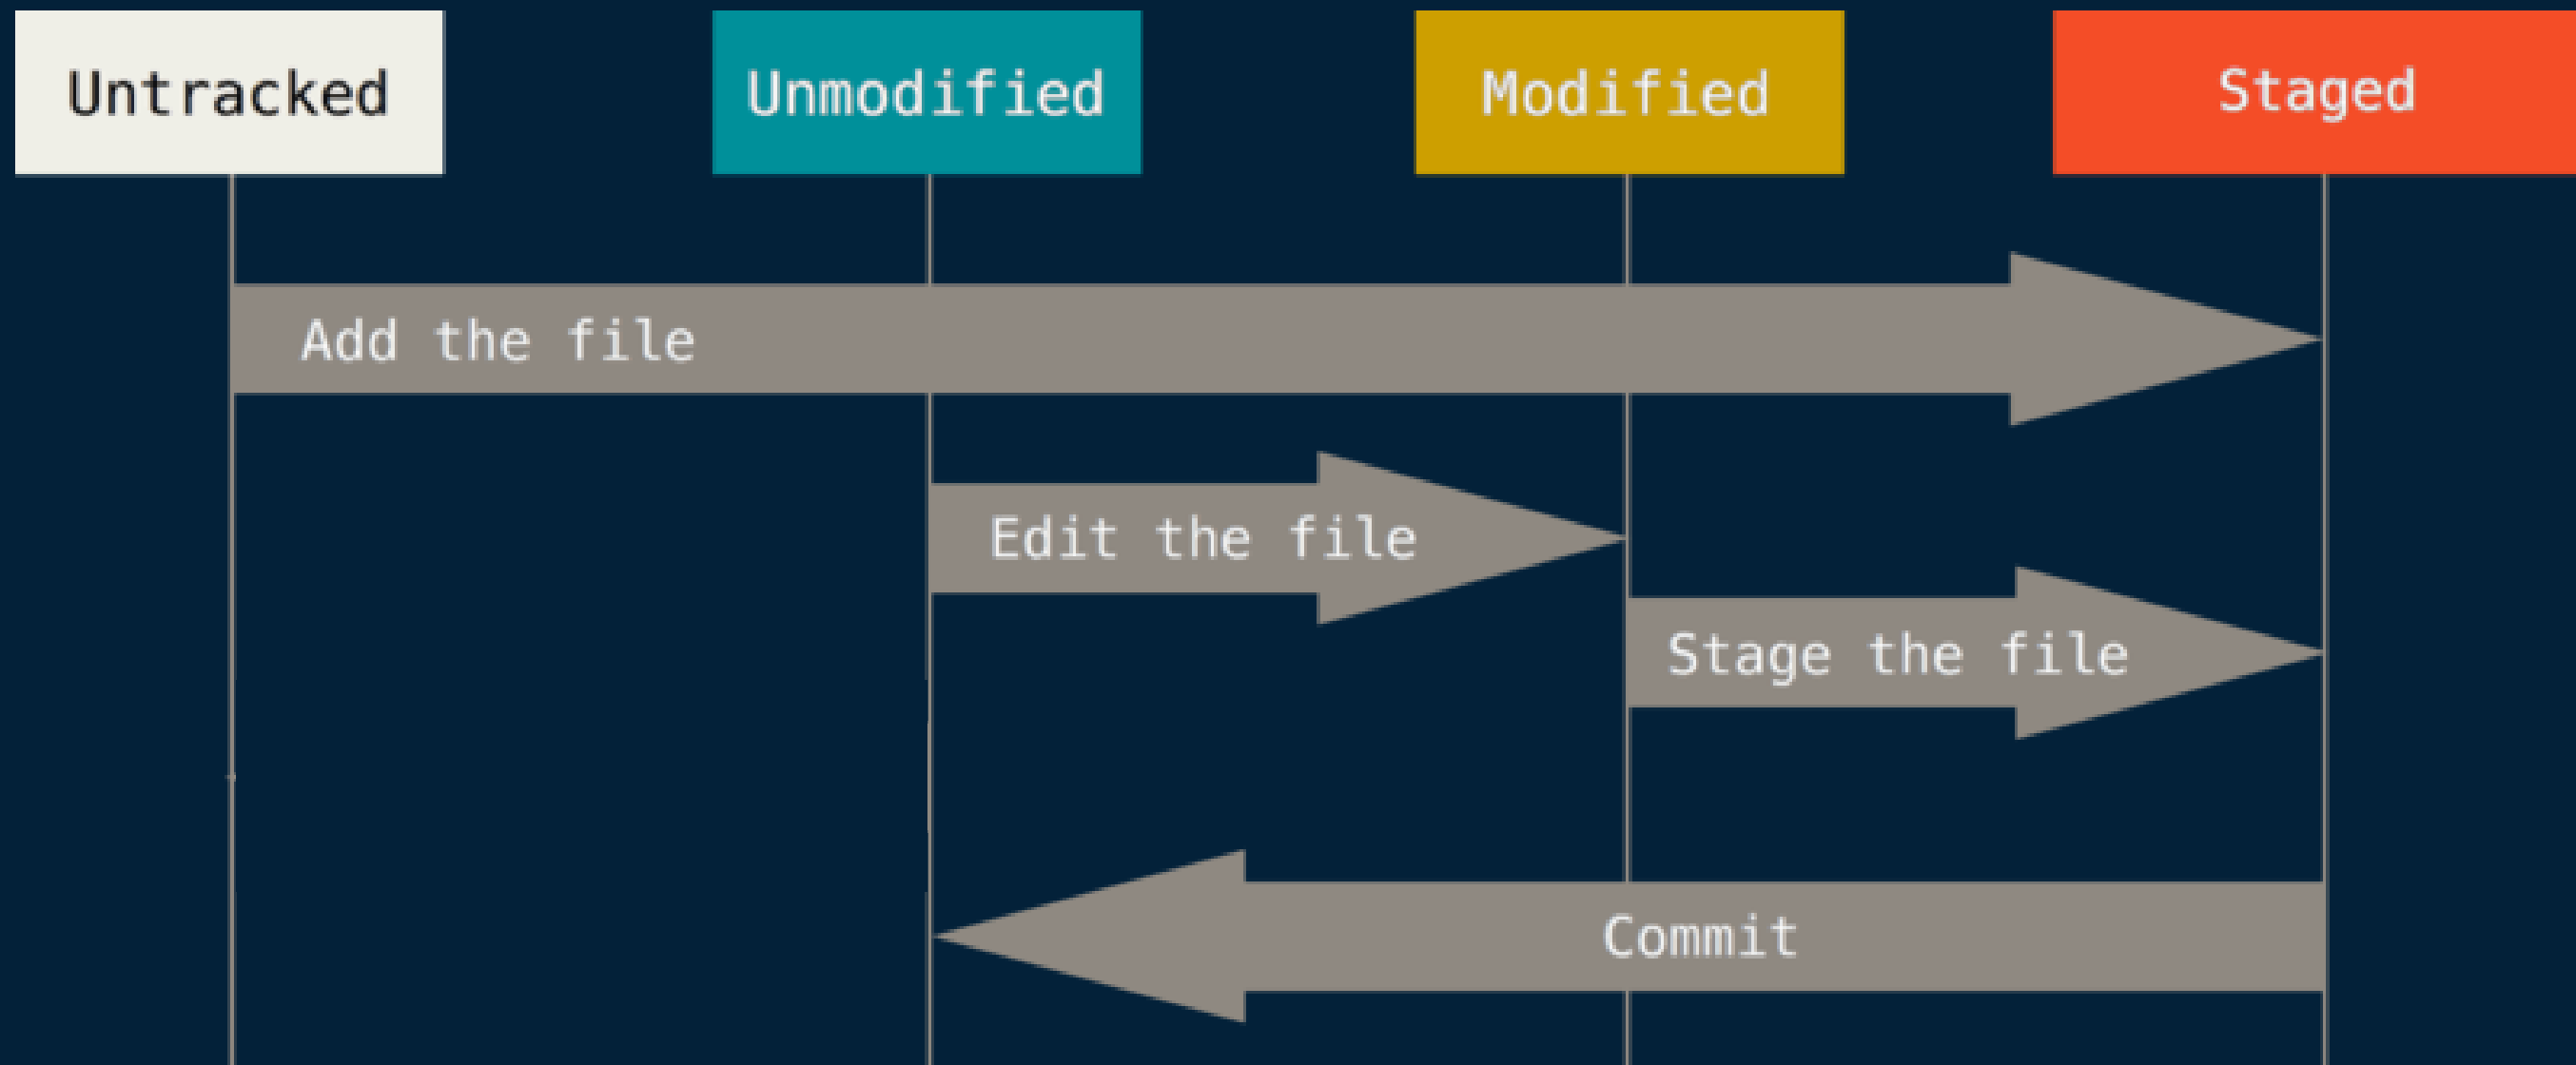 Untracked
Unmodified
Modified
Staged
Add the file
Edit the file
Stage the file
Commit